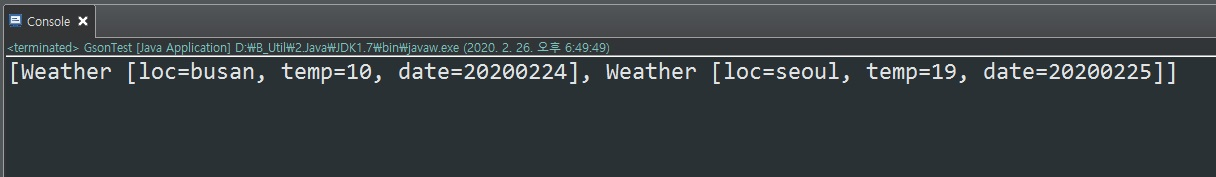 Console
<terminated> GsonTest [Java Application] D:₩B_Util₩2.Java₩JDK1.7₩bin₩javaw.exe (2020. 2. 26. 오후 6:49:49)
[Weather [loc=busan, temp=10, date=20200224], Weather [loc=seoul, temp=19, date=20200225]]